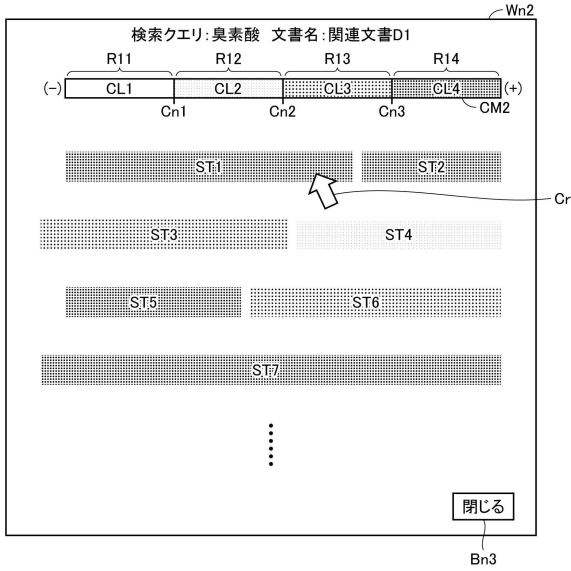 Wn2
検索クエリ:臭素酸 文書名:関連文書D1
R11 R12 R13 R14
(−) CL1 CL2 CL3 CL4 (+)
Cn1 Cn2 Cn3 CM2
ST1 ST2
Cr
ST3 ST4
ST5 ST6
ST7
閉じる
Bn3